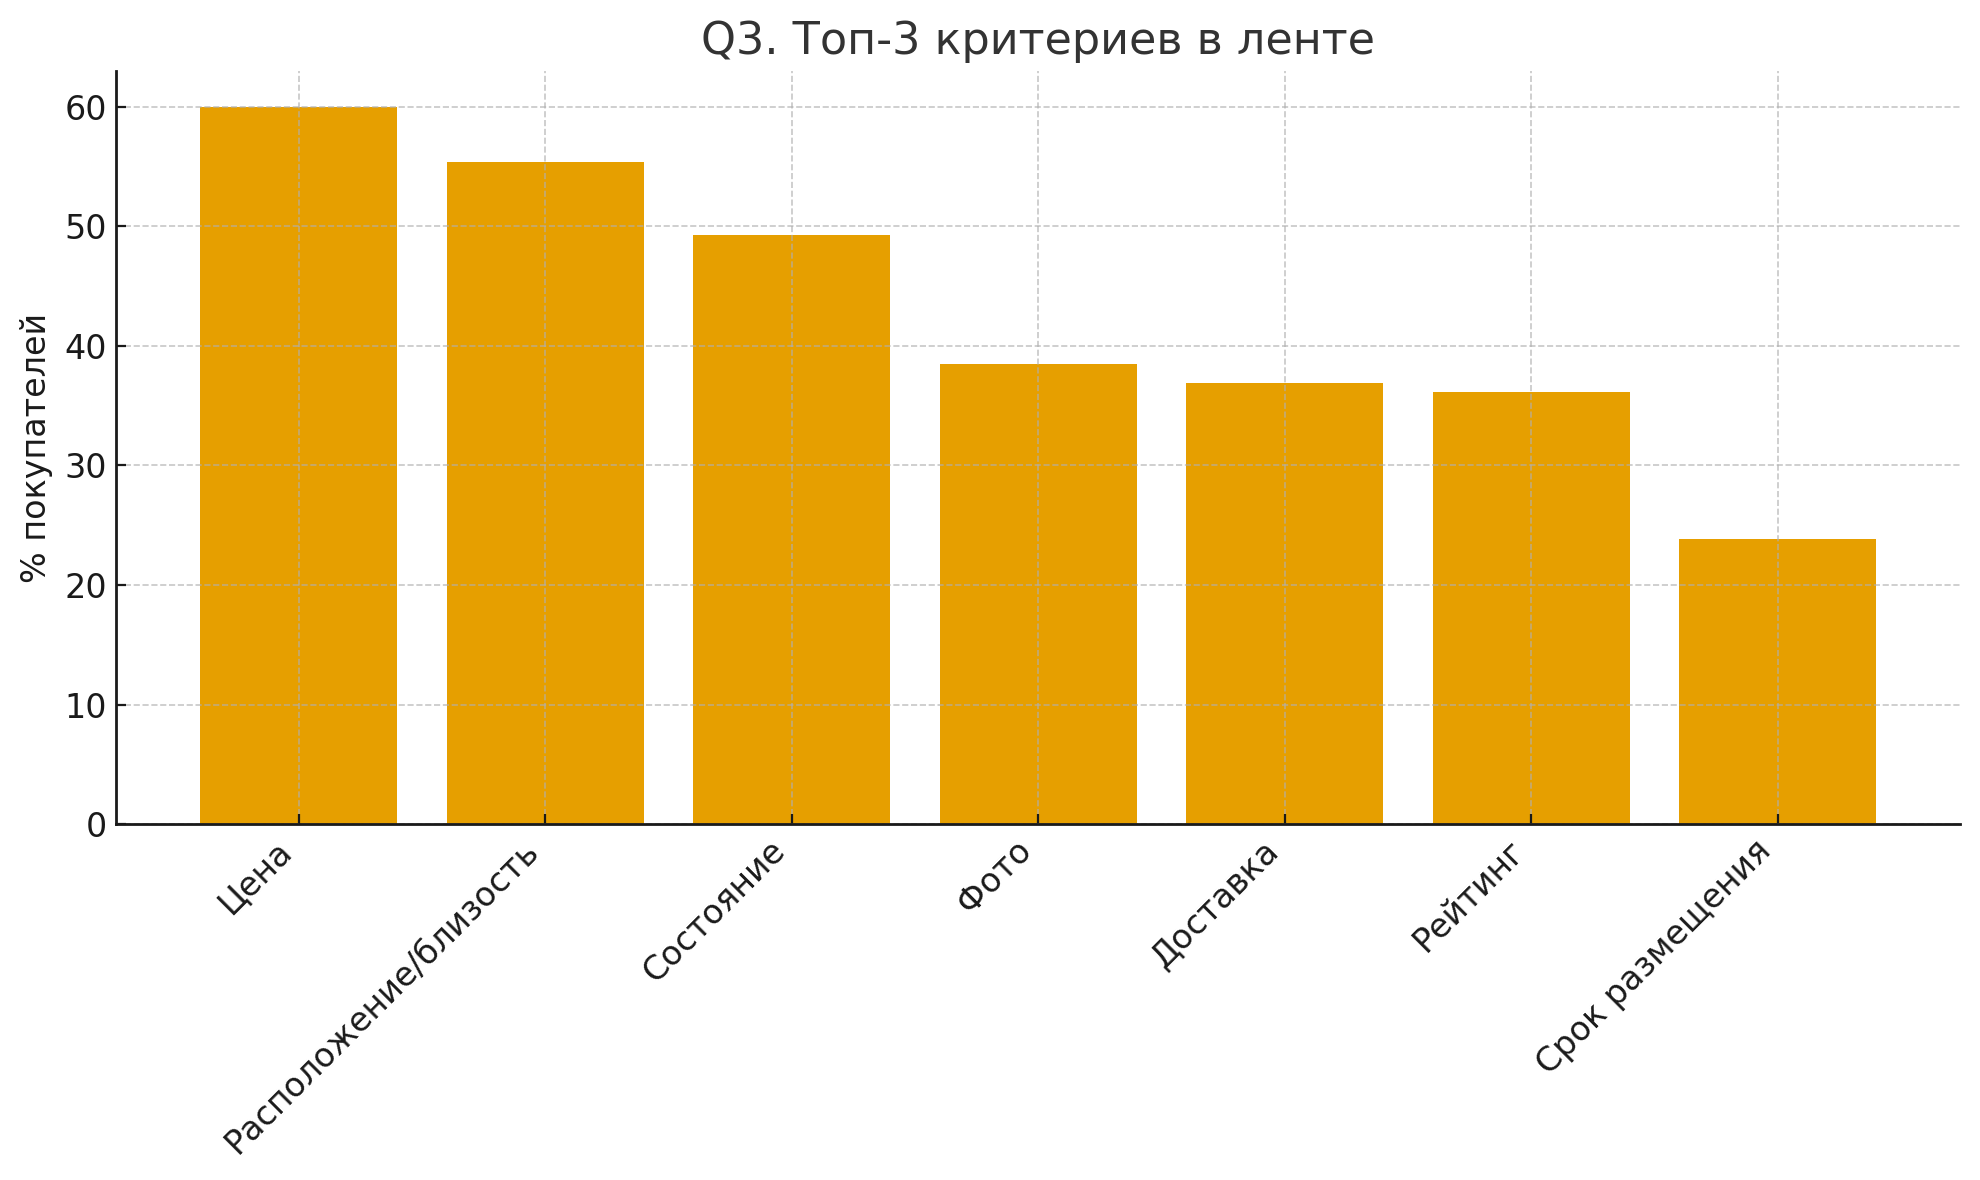 Q3. Топ-3 критериев в ленте
% покупателей
60
50
40
30
20
10
0
Цена
Расположение/близость
Состояние
Фото
Доставка
Рейтинг
Срок размещения